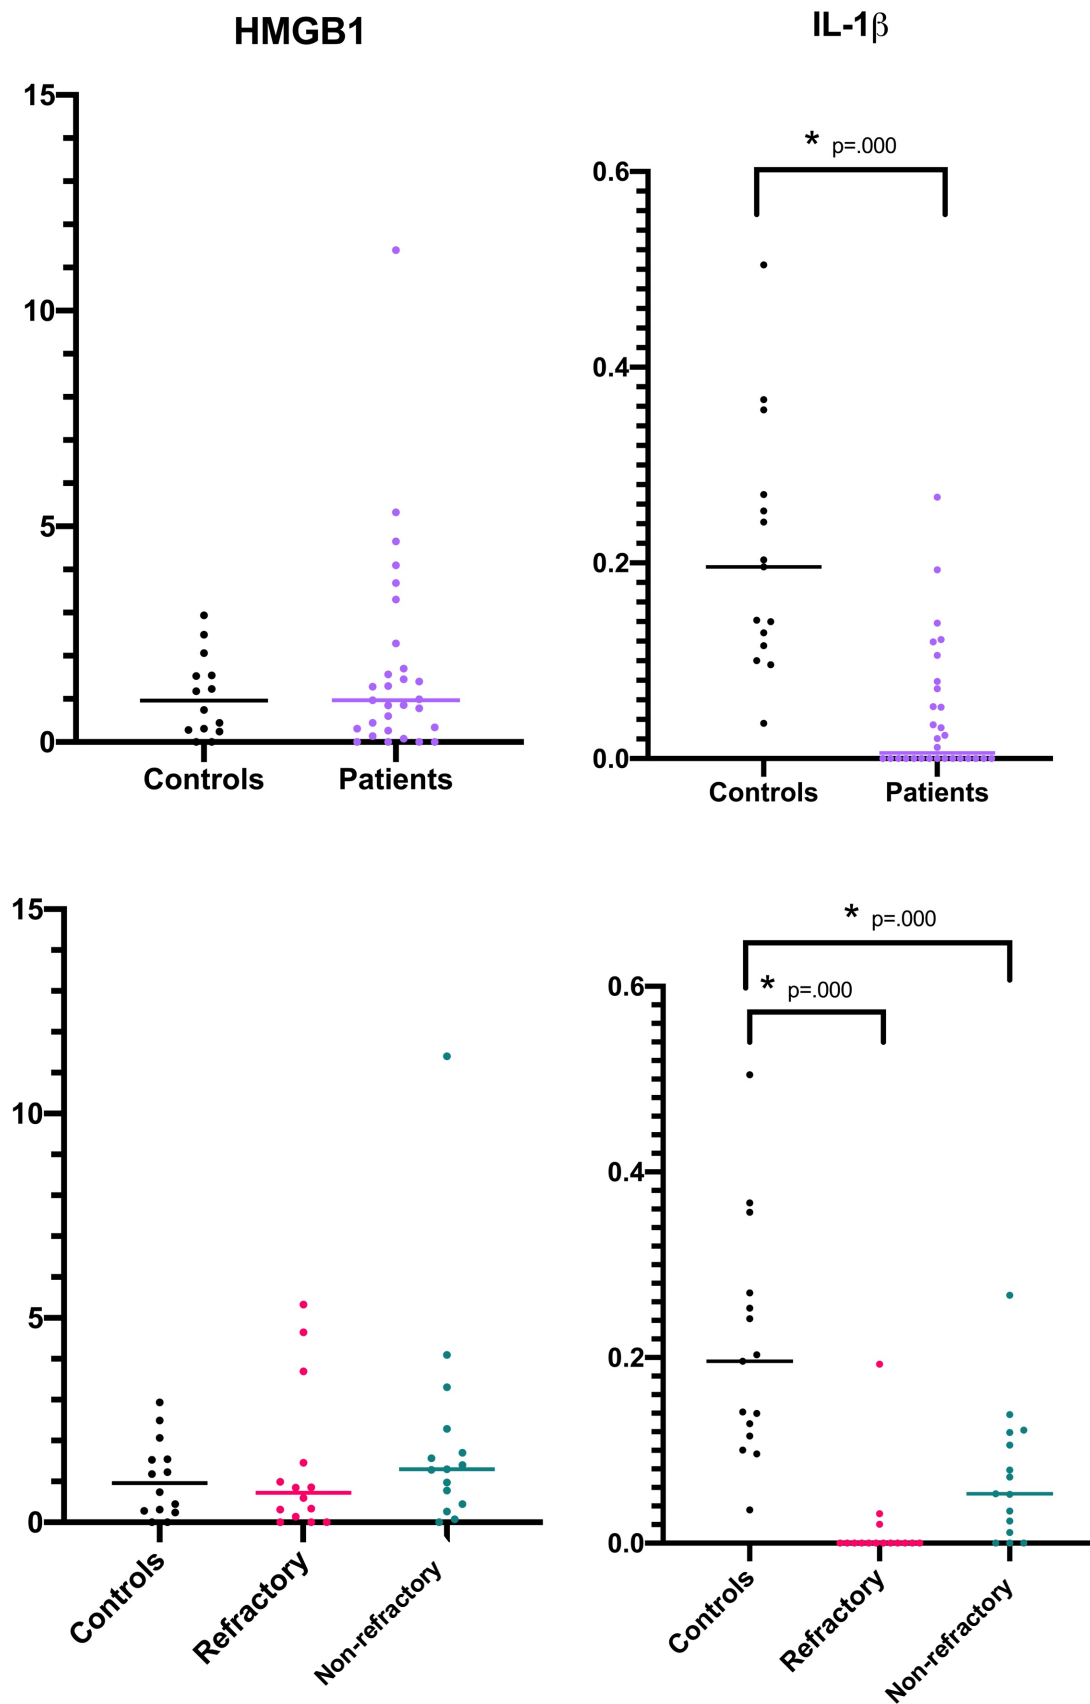 HMGB1
IL-1β
15
10
5
0
Controls
Patients
* p=.000
0.6
0.4
0.2
0.0
Controls
Patients
15
10
5
0
Controls
Refractory
Non-refractory
* p=.000
* p=.000
0.6
0.4
0.2
0.0
Controls
Refractory
Non-refractory